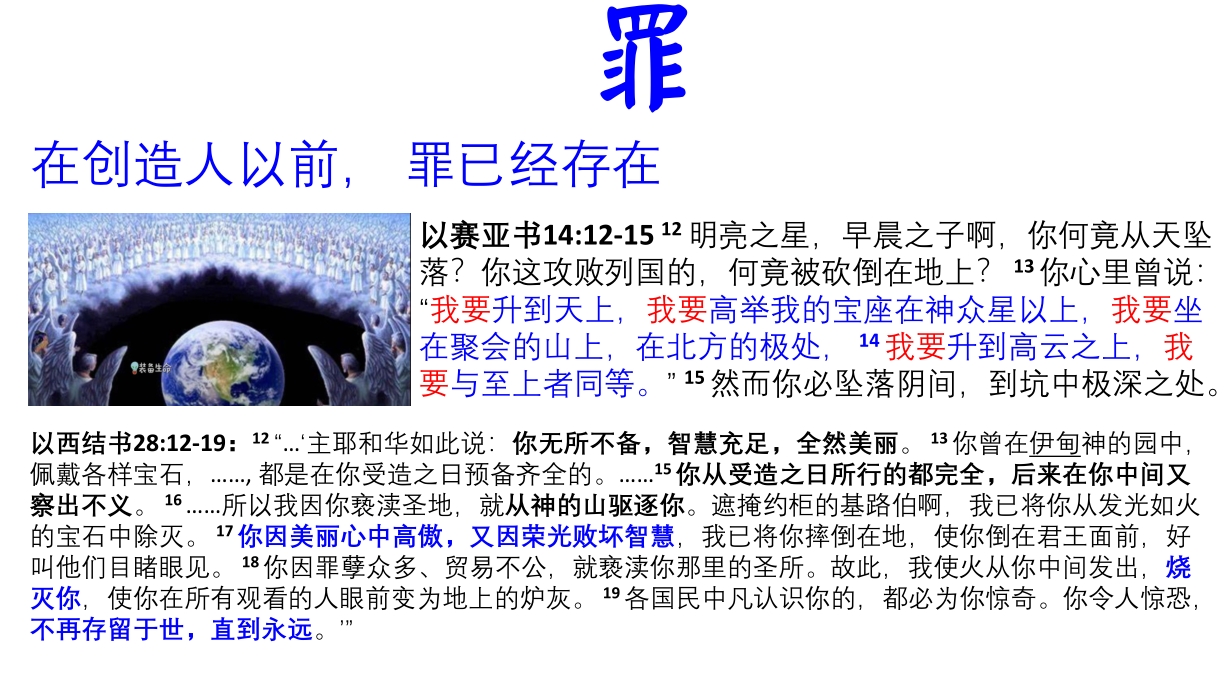 罪
在创造人以前， 罪已经存在
以赛亚书14:12-15 12 明亮之星，早晨之子啊，你何竟从天坠
落？你这攻败列国的，何竟被砍倒在地上？ 13 你心里曾说：
“我要升到天上，我要高举我的宝座在神众星以上，我要坐
在聚会的山上，在北方的极处， 14 我要升到高云之上，我
要与至上者同等。” 15 然而你必坠落阴间，到坑中极深之处。
装备生命
以西结书28:12-19：12 “...‘主耶和华如此说：你无所不备，智慧充足，全然美丽。 13 你曾在伊甸神的园中，
佩戴各样宝石，……, 都是在你受造之日预备齐全的。……15 你从受造之日所行的都完全，后来在你中间又
察出不义。 16 ……所以我因你亵渎圣地，就从神的山驱逐你。遮掩约柜的基路伯啊，我已将你从发光如火
的宝石中除灭。 17 你因美丽心中高傲，又因荣光败坏智慧，我已将你摔倒在地，使你倒在君王面前，好
叫他们目睹眼见。 18 你因罪孽众多、贸易不公，就亵渎你那里的圣所。故此，我使火从你中间发出，烧
灭你，使你在所有观看的人眼前变为地上的炉灰。 19 各国民中凡认识你的，都必为你惊奇。你令人惊恐，
不再存留于世，直到永远。’”